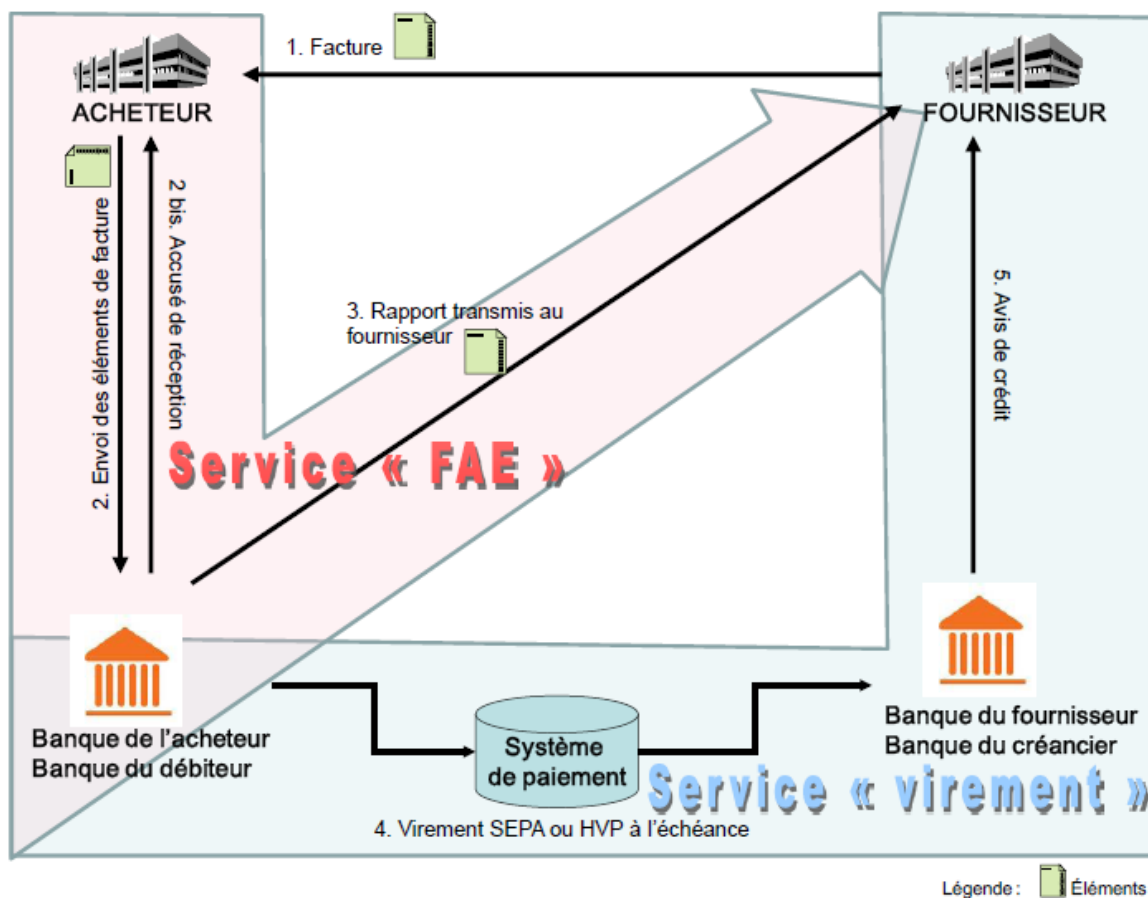 1. Facture
ACHETEUR
FOURNISSEUR
2. Envoi des éléments de facture
2 bis. Accusé de réception
3. Rapport transmis au
fournisseur
5. Avis de crédit
Service « FAE »
Banque de l'acheteur
Banque du débiteur
Système
de paiement
Banque du fournisseur
Banque du créancier
Service « virement »
4. Virement SEPA ou HVP à l'échéance
Légende : Éléments